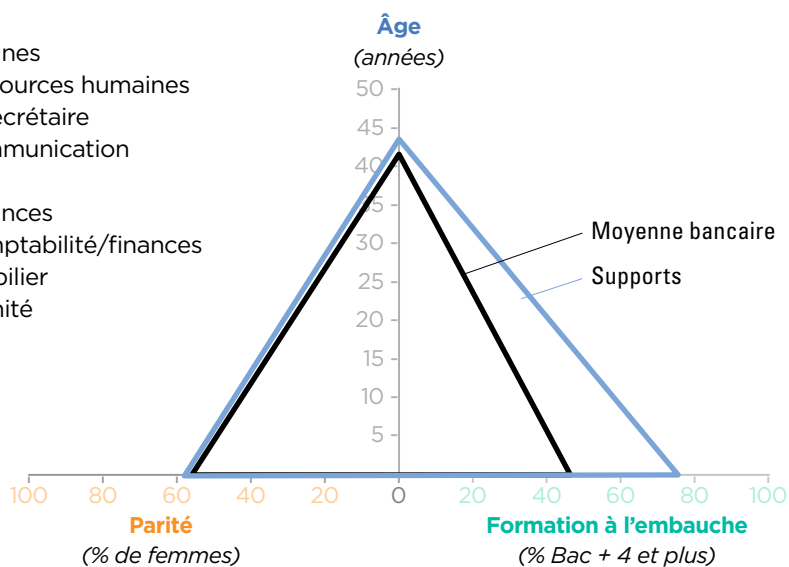 Âge
(années)
nes
ources humaines
ecrétaire
mmunication
nces
mptabilité/finances
bilier
nité
50
45
40
35
30
25
20
15
10
5
Moyenne bancaire
Supports
100 80 60 40 20 0 20 40 60 80 100
Parité
(% de femmes)
Formation à l’embauche
(% Bac + 4 et plus)